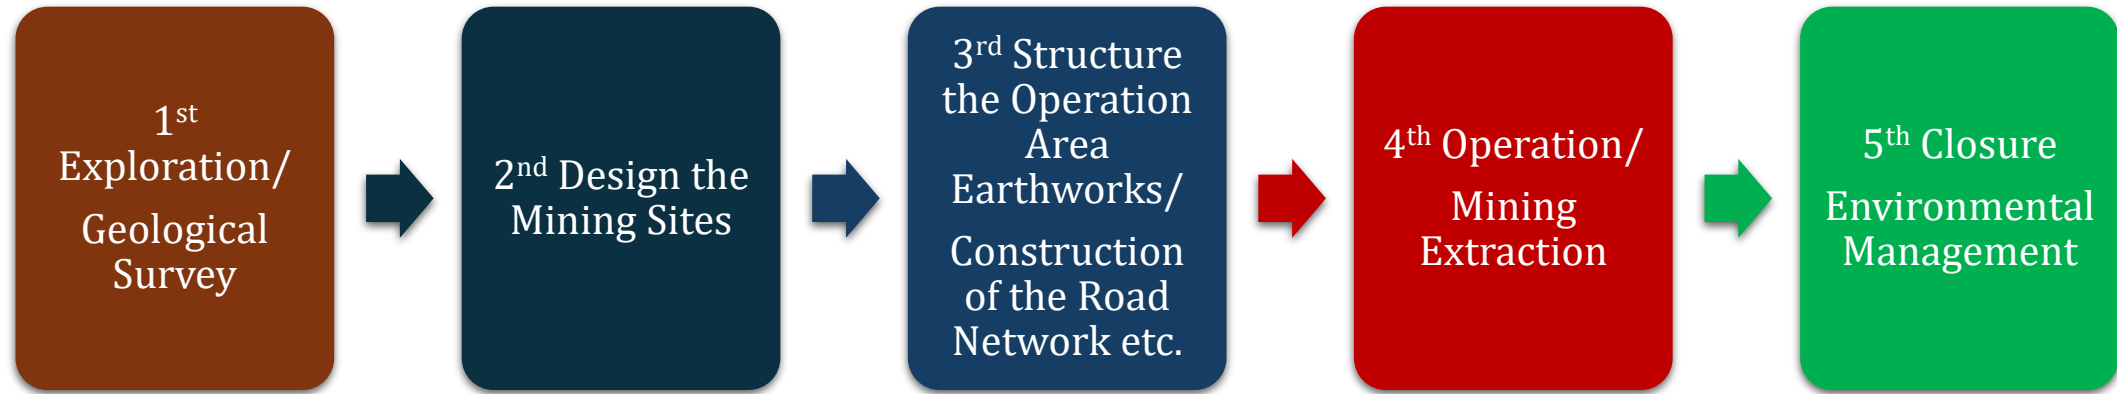 1st
Exploration/
Geological
Survey
2nd Design the
Mining Sites
3rd Structure
the Operation
Area
Earthworks/
Construction
of the Road
Network etc.
4th Operation/
Mining
Extraction
5th Closure
Environmental
Management